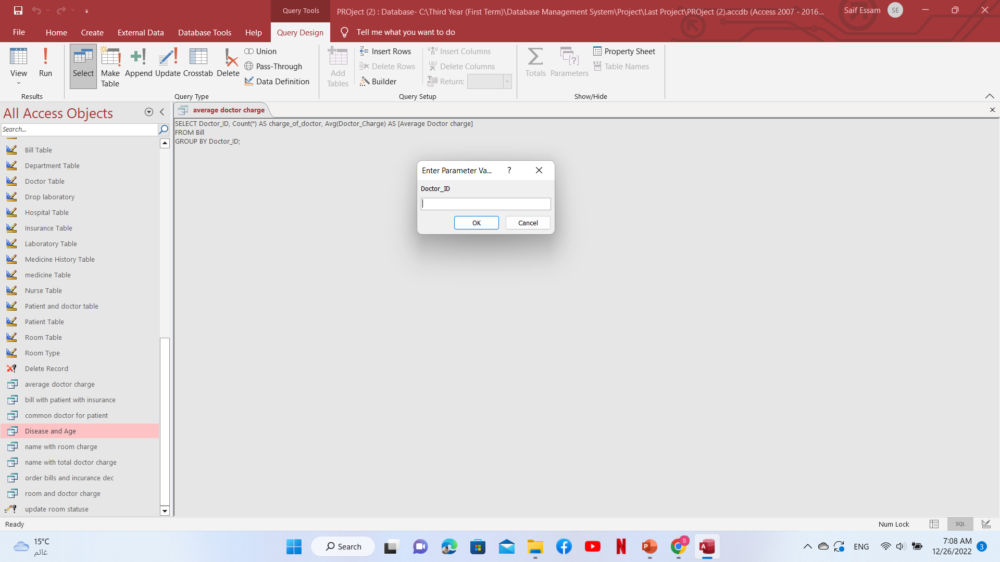 Query Tools
PROject (2) : Database- C:\Third Year (First Term)\Database Management System\Project\Last Project\PROject (2).accdb (Access 2007 - 2016...
Saif Essam
SE
File
Home
Create
External Data
Database Tools
Help
Query Design
Tell me what you want to do
View
Run
Select
Make
Table
Append
Update
Crosstab
Delete
Union
Pass-Through
Data Definition
Add
Tables
Insert Rows
Delete Rows
Builder
Insert Columns
Delete Columns
Return:
Totals
Parameters
Property Sheet
Table Names
Results
Query Type
Query Setup
Show/Hide
All Access Objects
Search...
average doctor charge
SELECT Doctor_ID, Count(*) AS charge_of_doctor, Avg(Doctor_Charge) AS [Average Doctor charge]
FROM Bill
GROUP BY Doctor_ID;
Enter Parameter Va...
?
Doctor_ID
OK
Cancel
Bill Table
Department Table
Doctor Table
Drop laboratory
Hospital Table
Insurance Table
Laboratory Table
Medicine History Table
medicine Table
Nurse Table
Patient and doctor table
Patient Table
Room Table
Room Type
Delete Record
average doctor charge
bill with patient with insurance
common doctor for patient
Disease and Age
name with room charge
name with total doctor charge
order bills and incurance dec
room and doctor charge
update room statuse
Ready
Num Lock
SQL
15°C
غائم
Search
S
ENG
7:08 AM
12/26/2022
3